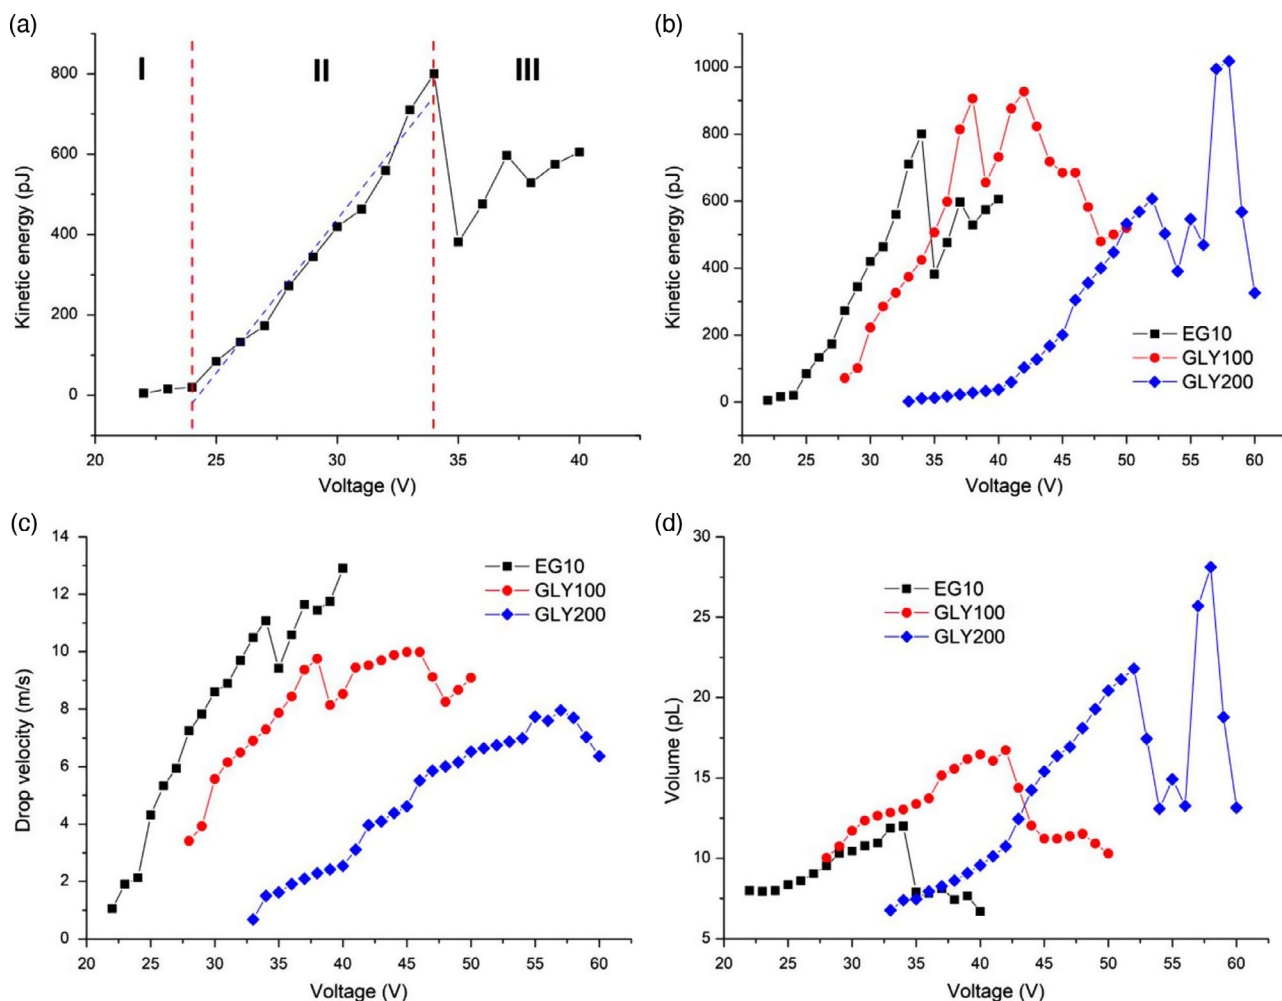 (a)
I II III
800
600
400
200
0
Kinetic energy (pJ)
20 25 30 35 40
Voltage (V)
(b)
1000
800
600
400
200
0
Kinetic energy (pJ)
EG10
GLY100
GLY200
20 25 30 35 40 45 50 55 60
Voltage (V)
(c)
14
12
10
8
6
4
2
0
Drop velocity (m/s)
EG10
GLY100
GLY200
20 25 30 35 40 45 50 55 60
Voltage (V)
(d)
30
25
20
15
10
5
Volume (pL)
EG10
GLY100
GLY200
20 25 30 35 40 45 50 55 60
Voltage (V)